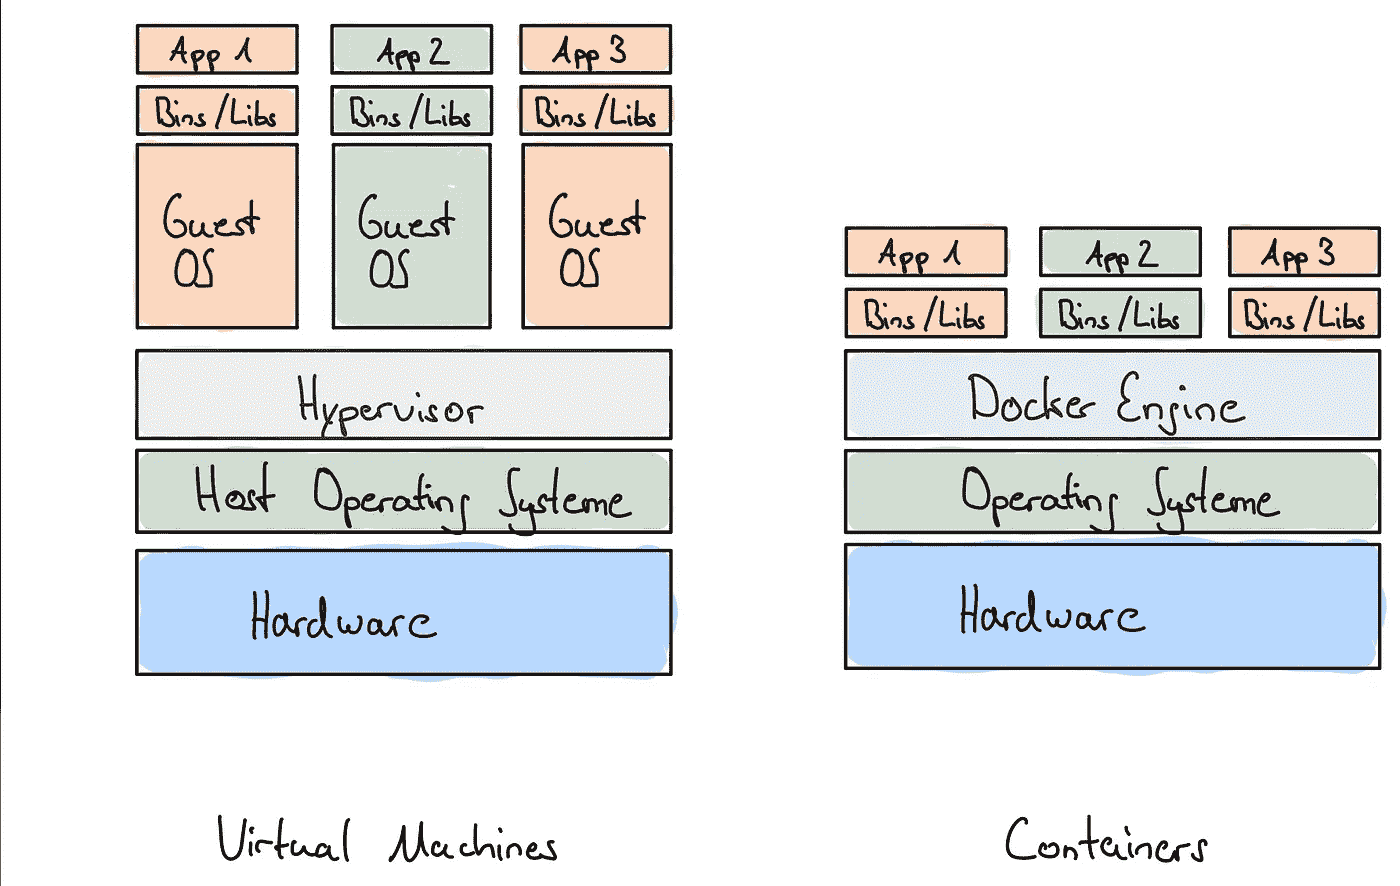 App 1
App 2
App 3
Bins/Libs
Bins/Libs
Bins/Libs
Guest
OS
Guest
OS
Guest
OS
Hypervisor
Host Operating Systeme
Hardware
Virtual Machines
App 1
App 2
App 3
Bins/Libs
Bins/Libs
Bins/Libs
Docker Engine
Operating Systeme
Hardware
Containers